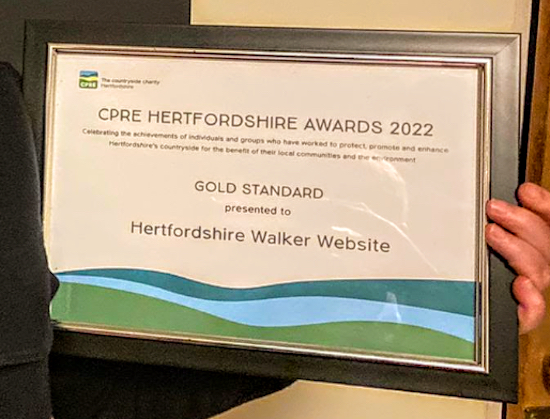 CPRE
The countryside charity
Hertfordshire
CPRE HERTFORDSHIRE AWARDS 2022
Celebrating the achievements of individuals and groups who have worked to protect, promote and enhance
Hertfordshire's countryside for the benefit of their local communities and the environment
GOLD STANDARD
presented to
Hertfordshire Walker Website